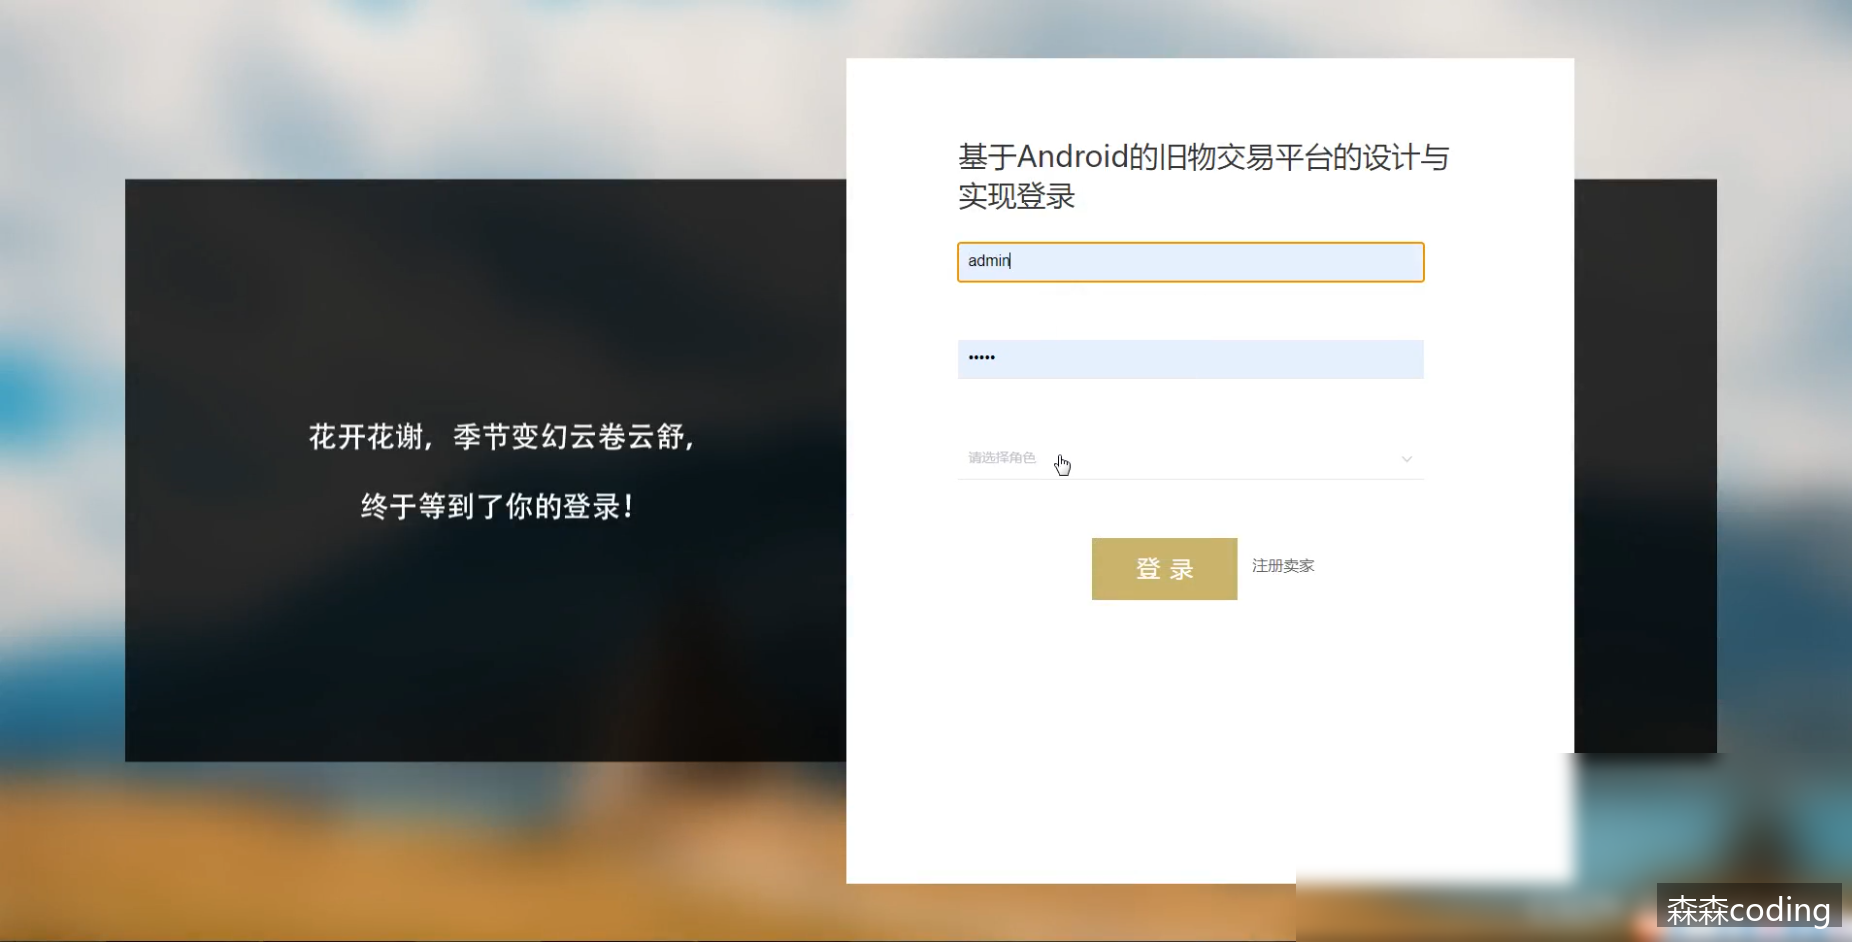 基于Android的旧物交易平台的设计与
实现登录
admin
•••••
花开花谢，季节变幻云卷云舒,
终于等到了你的登录！
请选择角色
登 录
注册卖家
森森coding